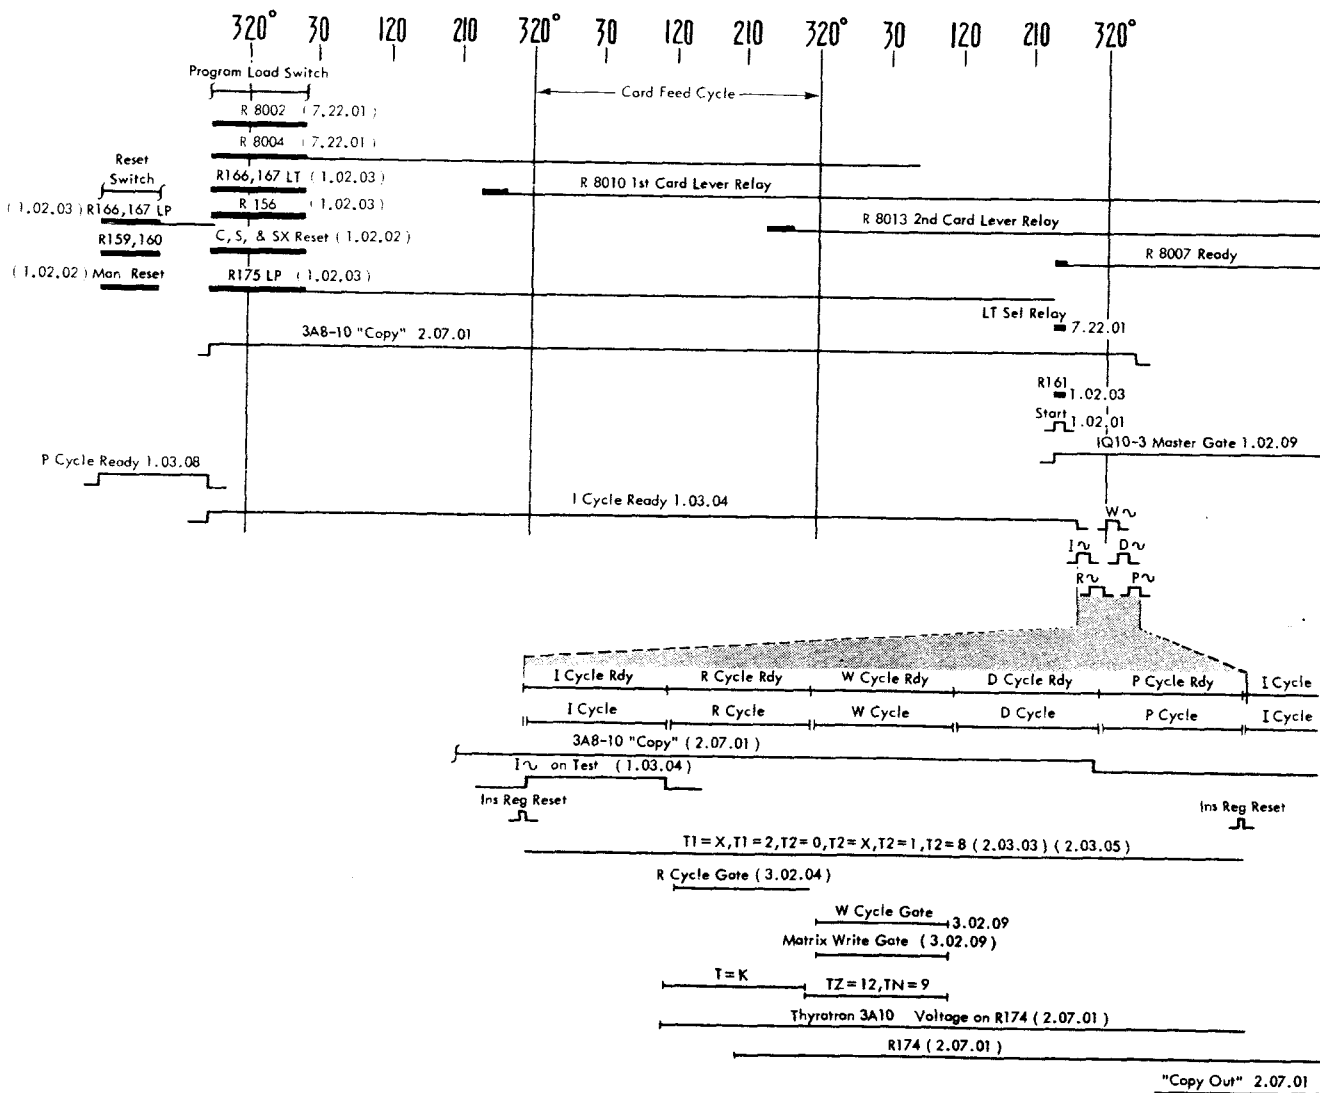 320° 30 120 210 320° 30 120 210 320° 30 120 210 320°
Program Load Switch
Card Feed Cycle
R 8002 (7.22.01)
R 8004 (7.22.01)
Reset
Switch
R166,167 LT (1.02.03)
R 8010 1st Card Lever Relay
(1.02.03) R166,167 LP
R 156 (1.02.03)
R 8013 2nd Card Lever Relay
R159,160
C, S, & SX Reset (1.02.02)
R 8007 Ready
(1.02.02) Man Reset
R175 LP (1.02.03)
LT Sel Relay
7.22.01
3A8-10 "Copy" 2.07.01
R161
1.02.03
Start
1.02.01
IQ10-3 Master Gate 1.02.09
P Cycle Ready 1.03.08
I Cycle Ready 1.03.04
W∿
I∿ D∿
R∿ P∿
I Cycle Rdy R Cycle Rdy W Cycle Rdy D Cycle Rdy P Cycle Rdy I Cycle
I Cycle R Cycle W Cycle D Cycle P Cycle I Cycle
3A8-10 "Copy" (2.07.01)
I∿ on Test (1.03.04)
Ins Reg Reset
Ins Reg Reset
T1=X,T1=2,T2=0,T2=X,T2=1,T2=8 (2.03.03) (2.03.05)
R Cycle Gate (3.02.04)
W Cycle Gate 3.02.09
Matrix Write Gate (3.02.09)
T=K
TZ=12,TN=9
Thyratron 3A10 Voltage on R174 (2.07.01)
R174 (2.07.01)
"Copy Out" 2.07.01